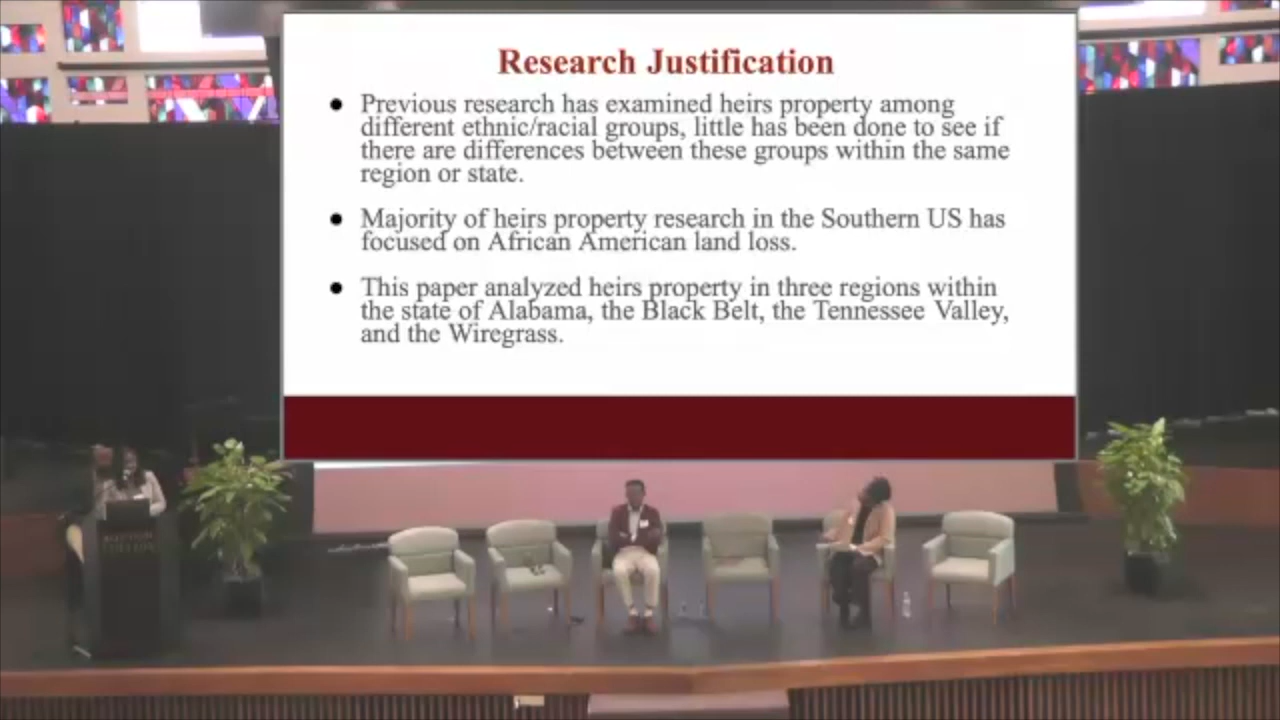 Research Justification
● Previous research has examined heirs property among
different ethnic/racial groups, little has been done to see if
there are differences between these groups within the same
region or state.
● Majority of heirs property research in the Southern US has
focused on African American land loss.
● This paper analyzed heirs property in three regions within
the state of Alabama, the Black Belt, the Tennessee Valley,
and the Wiregrass.